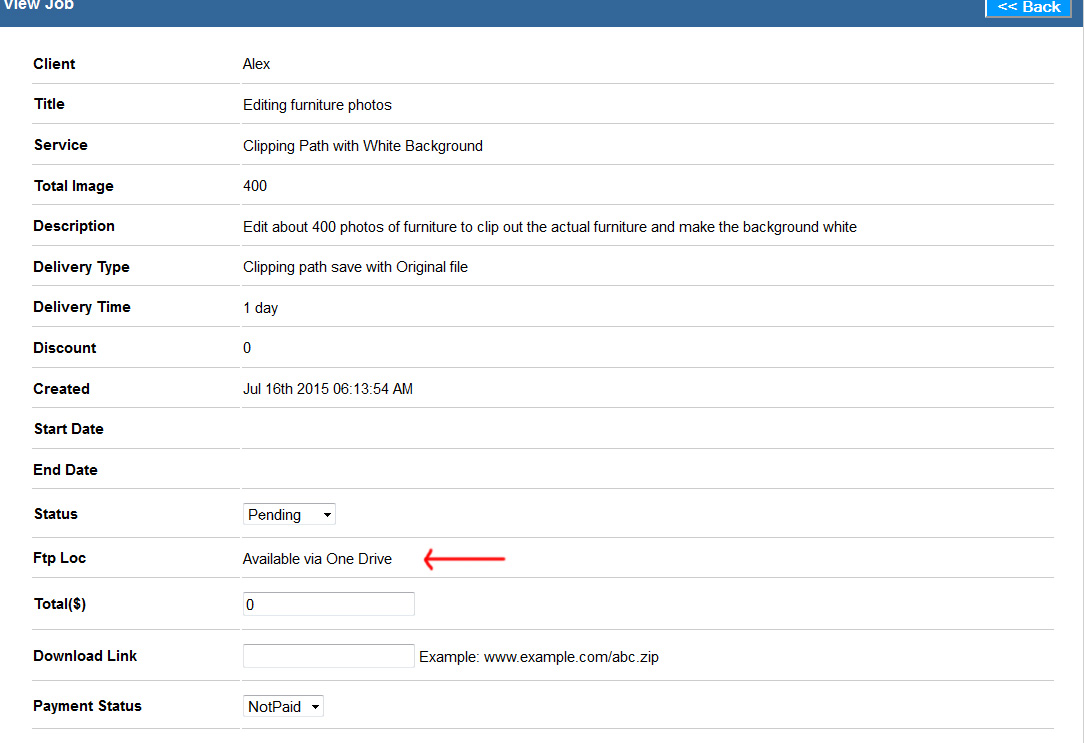 View Job
<< Back
Client Alex
Title Editing furniture photos
Service Clipping Path with White Background
Total Image 400
Description Edit about 400 photos of furniture to clip out the actual furniture and make the background white
Delivery Type Clipping path save with Original file
Delivery Time 1 day
Discount 0
Created Jul 16th 2015 06:13:54 AM
Start Date
End Date
Status Pending
Ftp Loc Available via One Drive
Total($) 0
Download Link Example: www.example.com/abc.zip
Payment Status NotPaid